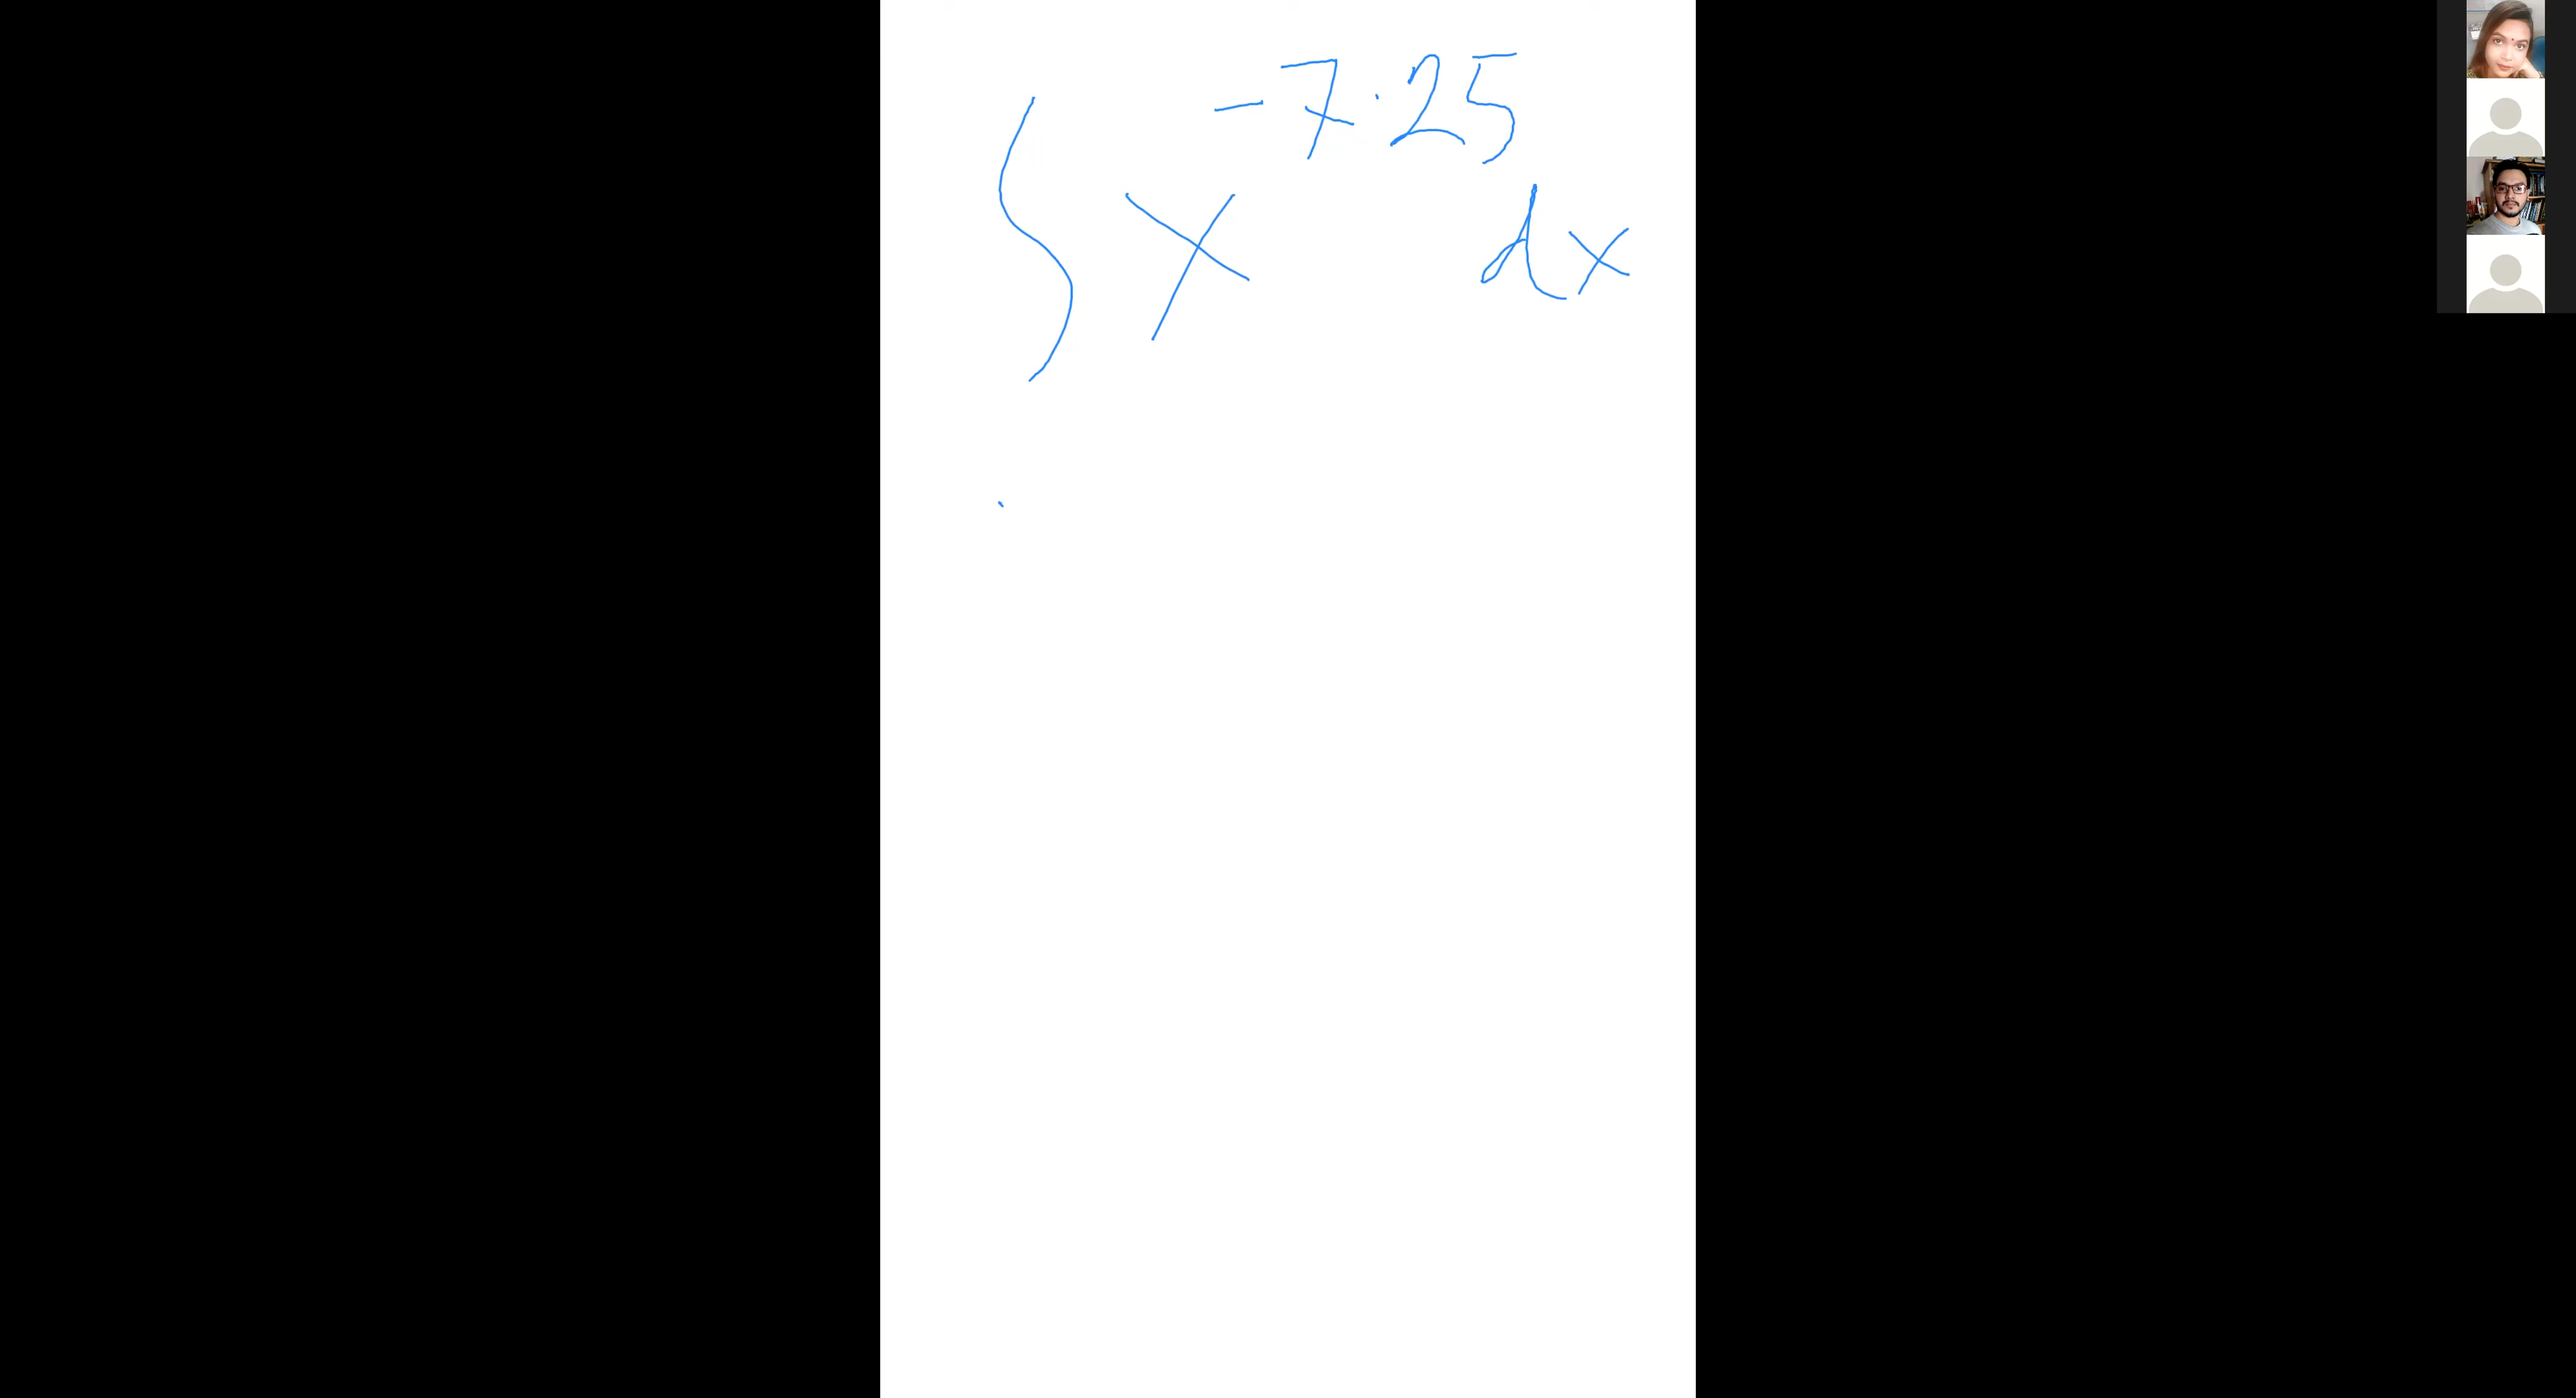 ∫ x^{-7.25} dx